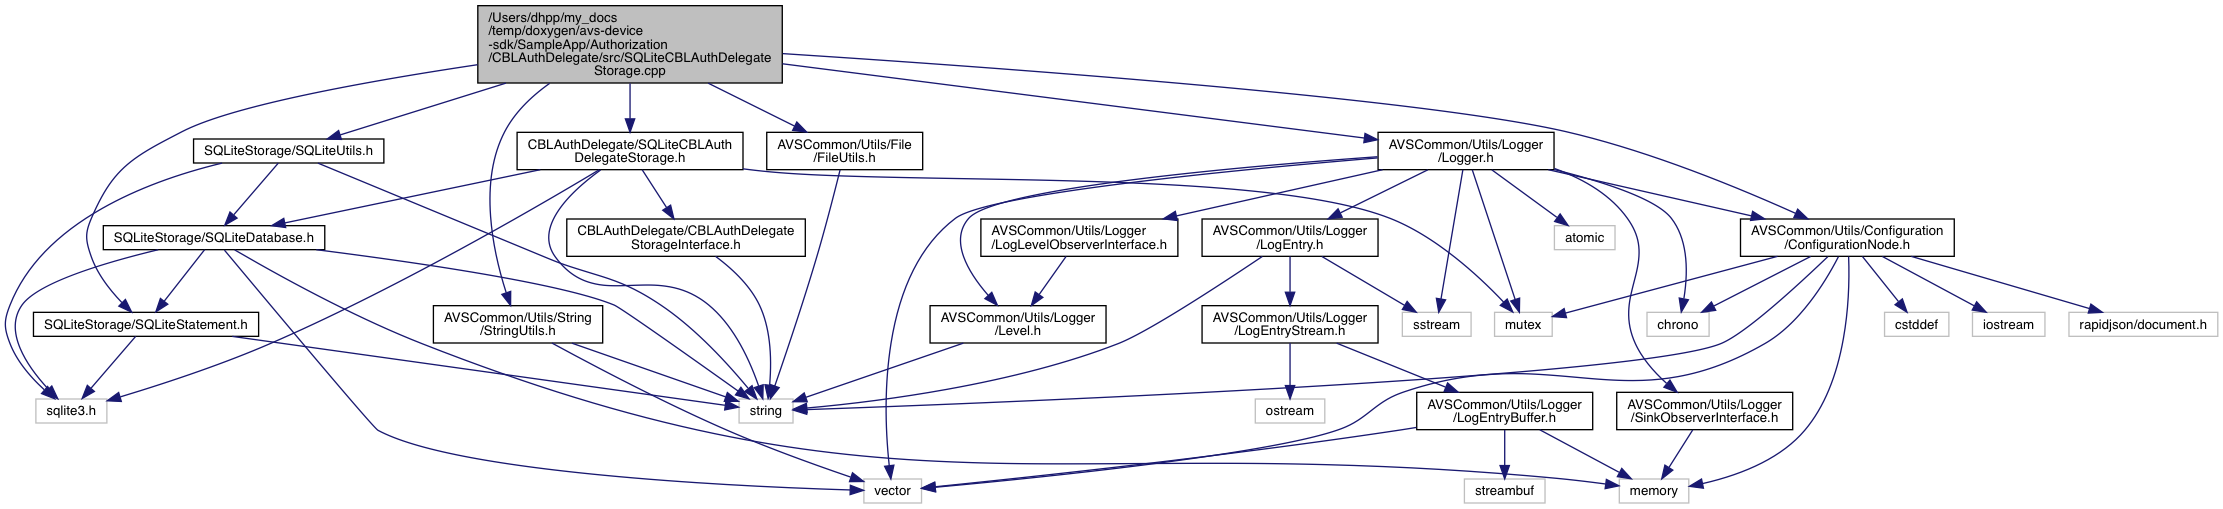 /Users/dhpp/my_docs
/temp/doxygen/avs-device
-sdk/SampleApp/Authorization
/CBLAuthDelegate/src/SQLiteCBLAuthDelegate
Storage.cpp
SQLiteStorage/SQLiteUtils.h
CBLAuthDelegate/SQLiteCBLAuth
DelegateStorage.h
AVSCommon/Utils/File
/FileUtils.h
AVSCommon/Utils/Logger
/Logger.h
SQLiteStorage/SQLiteDatabase.h
CBLAuthDelegate/CBLAuthDelegate
StorageInterface.h
AVSCommon/Utils/Logger
/LogLevelObserverInterface.h
AVSCommon/Utils/Logger
/LogEntry.h
atomic
AVSCommon/Utils/Configuration
/ConfigurationNode.h
SQLiteStorage/SQLiteStatement.h
AVSCommon/Utils/String
/StringUtils.h
AVSCommon/Utils/Logger
/Level.h
AVSCommon/Utils/Logger
/LogEntryStream.h
sstream
mutex
chrono
cstddef
iostream
rapidjson/document.h
sqlite3.h
string
ostream
AVSCommon/Utils/Logger
/LogEntryBuffer.h
AVSCommon/Utils/Logger
/SinkObserverInterface.h
vector
streambuf
memory